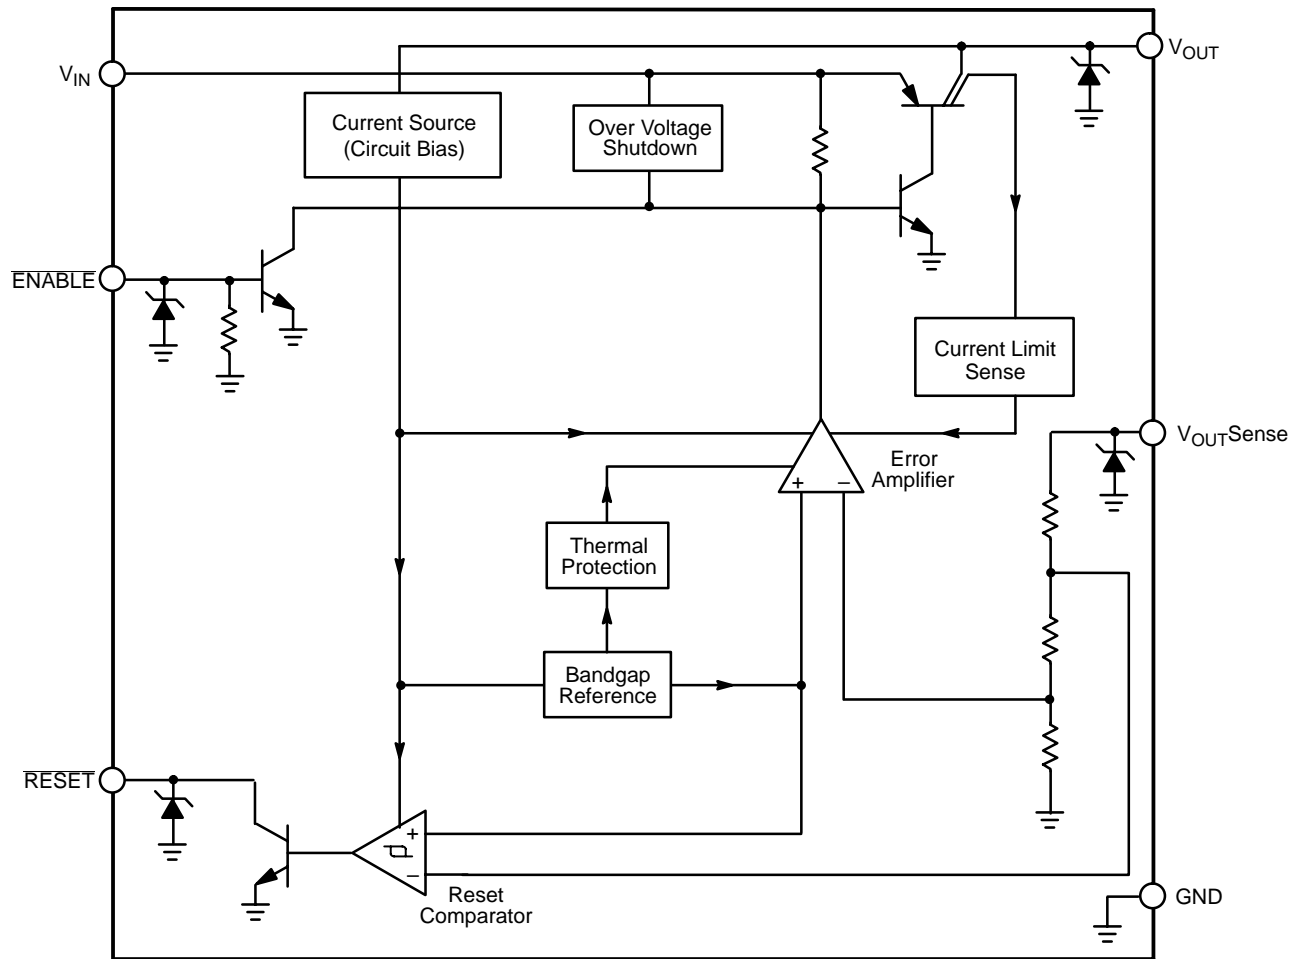 VOUT
VIN
Current Source
(Circuit Bias)
Over Voltage
Shutdown
ENABLE
Current Limit
Sense
VOUTSense
Error
Amplifier
+ −
Thermal
Protection
Bandgap
Reference
RESET
+
−
Reset
Comparator
GND